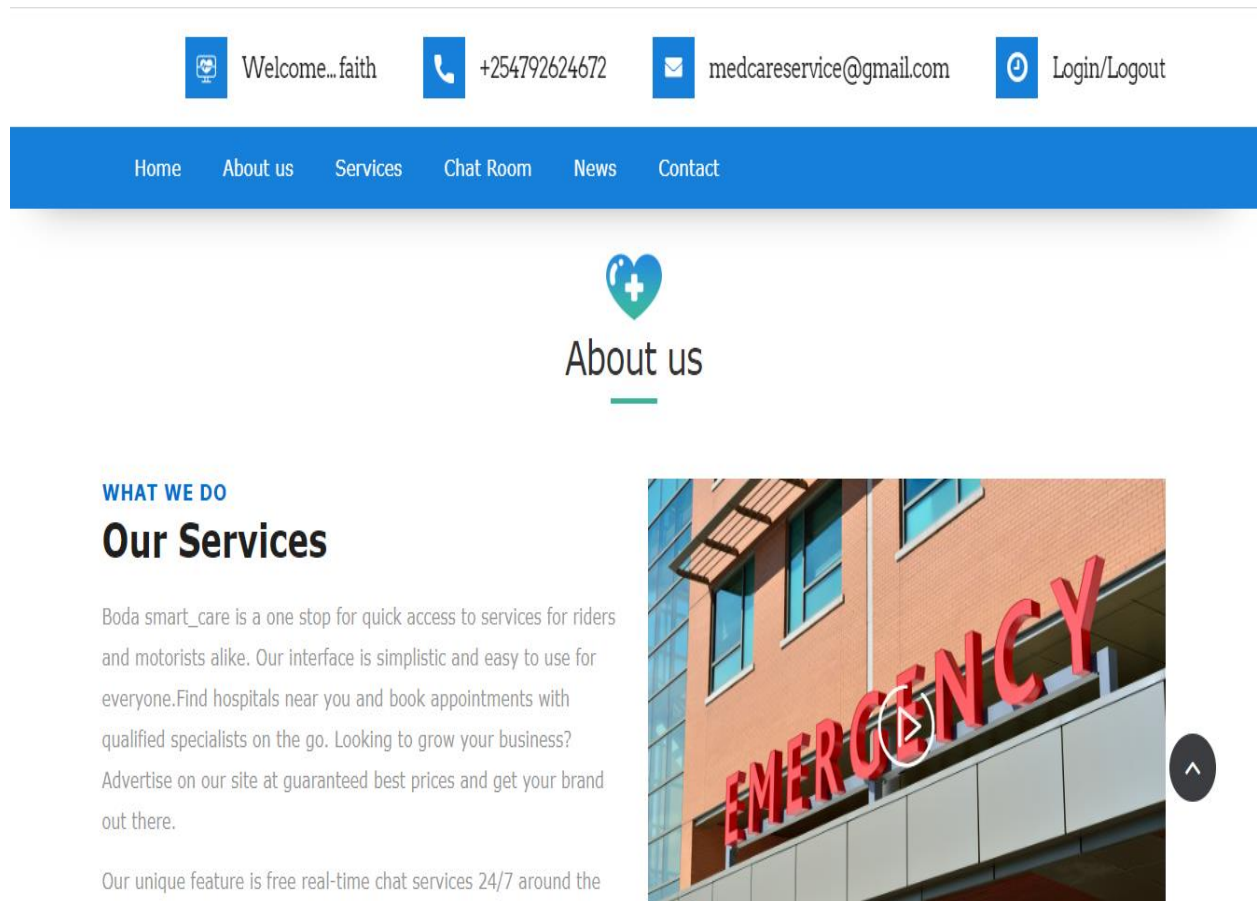 Welcome... faith
+254792624672
medcareservice@gmail.com
Login/Logout
Home About us Services Chat Room News Contact
About us
WHAT WE DO
Our Services
Boda smart_care is a one stop for quick access to services for riders
and motorists alike. Our interface is simplistic and easy to use for
everyone.Find hospitals near you and book appointments with
qualified specialists on the go. Looking to grow your business?
Advertise on our site at guaranteed best prices and get your brand
out there.
Our unique feature is free real-time chat services 24/7 around the
EMERGENCY